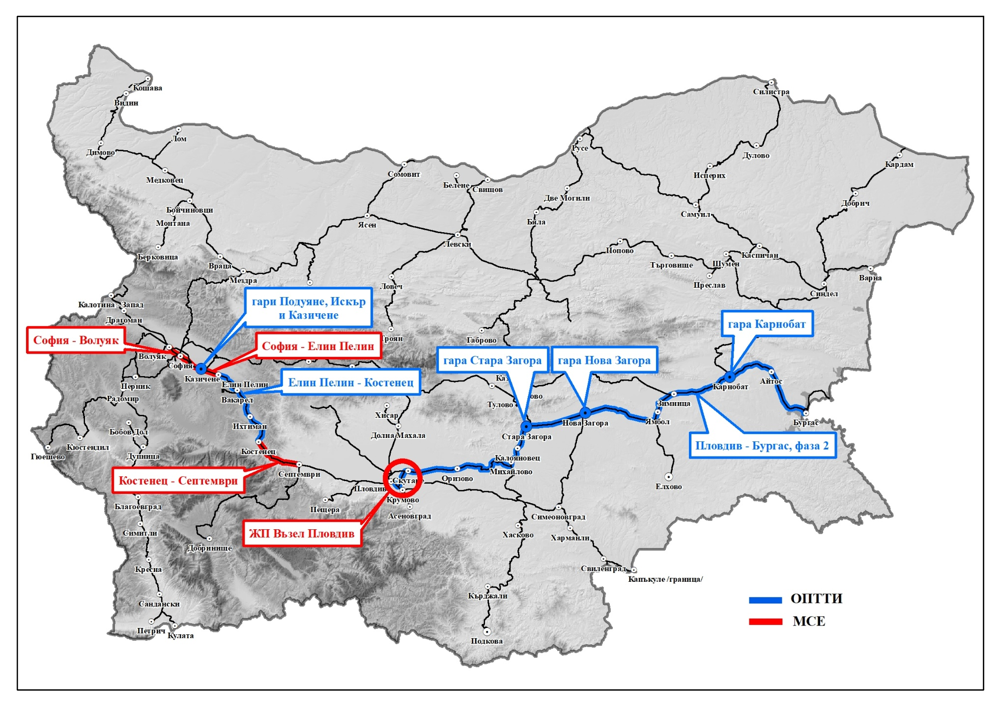 Кошава
Видин
Силистра
Лом
Димово
Русе
Дулово
Кардам
Сомовит
Исперих
Медковец
Белене
Свищов
Две Могили
Добрич
Бойчиновци
Самуил
Монтана
Ясен
Бяла
Левски
Попово
Берковица
Каспичан
Враца
Търговище
Шумен
Мездра
Варна
Ловеч
Преслав
Синдел
гари Подуяне, Искър
и Казичене
Калотина - Запад
Драгоман
гара Карнобат
София - Волуяк
Троян
Габрово
София - Елин Пелин
Волуяк
гара Стара Загора
гара Нова Загора
София
Казичене
Каз
Айтос
Елин Пелин
Елин Пелин - Костенец
Перник
Карнобат
ово
Радомир
Вакарел
Тулово
Зимница
Хисар
Ямбол
Бургас
Нова Загора
Ихтиман
Бобов Дол
Долна Махала
Стара Загора
Кюстендил
Пловдив - Бургас, фаза 2
Костенец
Гюешево
Дупница
Калояновец
Михайлово
Септември
Костенец - Септември
Скутаре
Оризово
Елхово
Пловдив
Крумово
Благоевград
Пещера
Асеновград
Симеоновград
Симитли
ЖП Възел Пловдив
Хасково
Харманли
Добринище
Кресна
Свиленград
Капъкуле /граница/
Кърджали
Сандански
ОПТТИ
МСЕ
Петрич
Кулата
Подкова